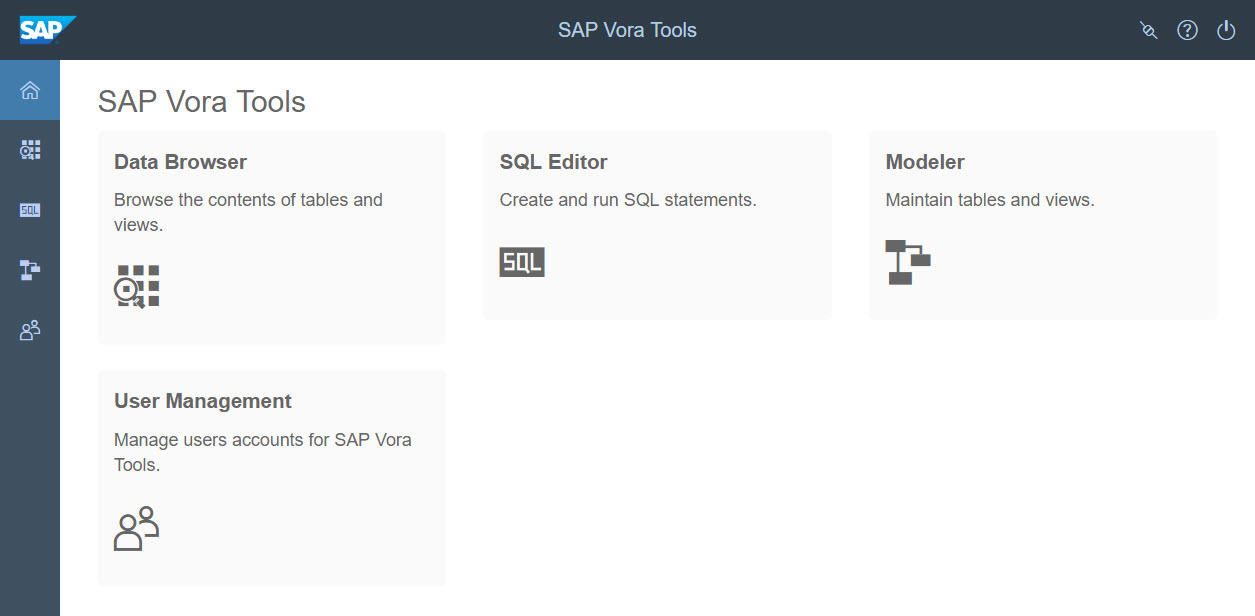 SAP
SAP Vora Tools
SAP Vora Tools
Data Browser
Browse the contents of tables and
views.
SQL Editor
Create and run SQL statements.
SQL
Modeler
Maintain tables and views.
SQL
User Management
Manage users accounts for SAP Vora
Tools.